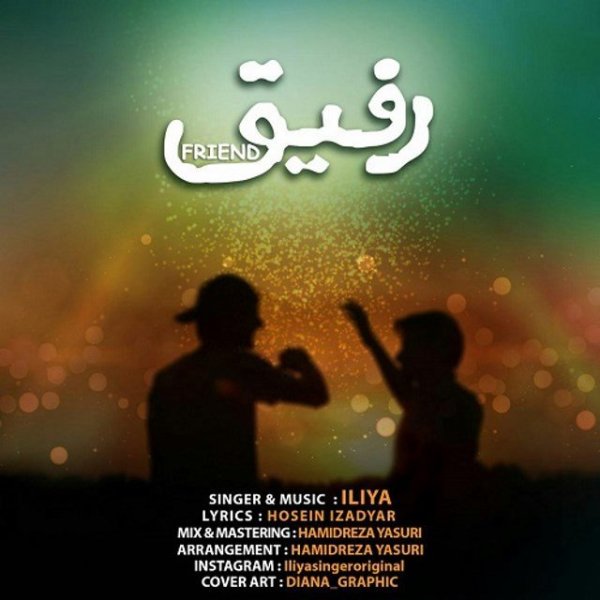 رفیق
FRIEND
SINGER & MUSIC : ILIYA
LYRICS : HOSEIN IZADYAR
MIX & MASTERING : HAMIDREZA YASURI
ARRANGEMENT : HAMIDREZA YASURI
INSTAGRAM : Iliyasingeroriginal
COVER ART : DIANA_GRAPHIC